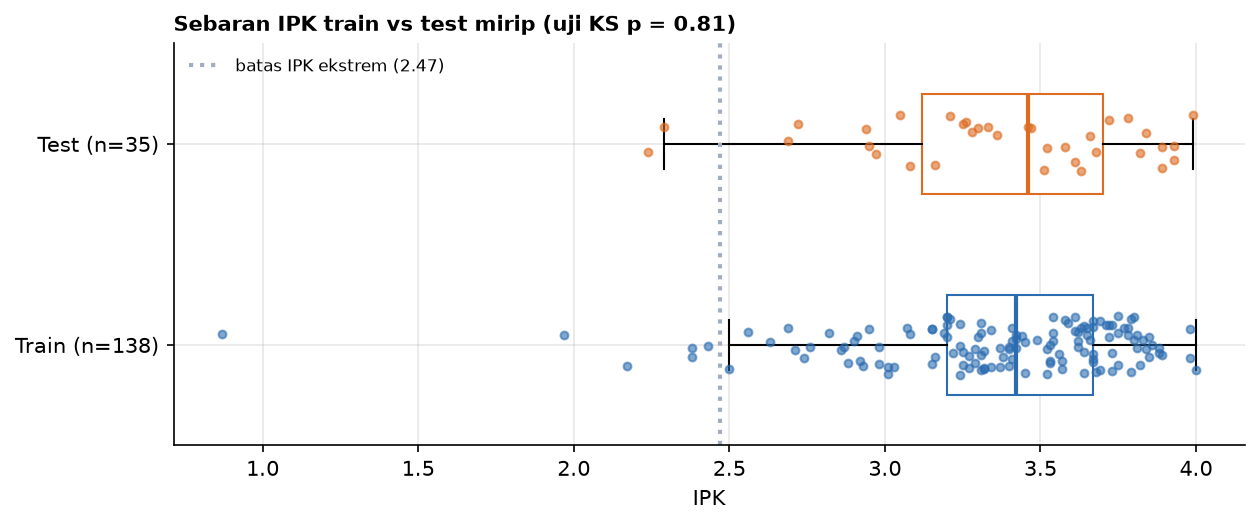 Sebaran IPK train vs test mirip (uji KS p = 0.81)
batas IPK ekstrem (2.47)
Test (n=35)
Train (n=138)
1.0 1.5 2.0 2.5 3.0 3.5 4.0
IPK